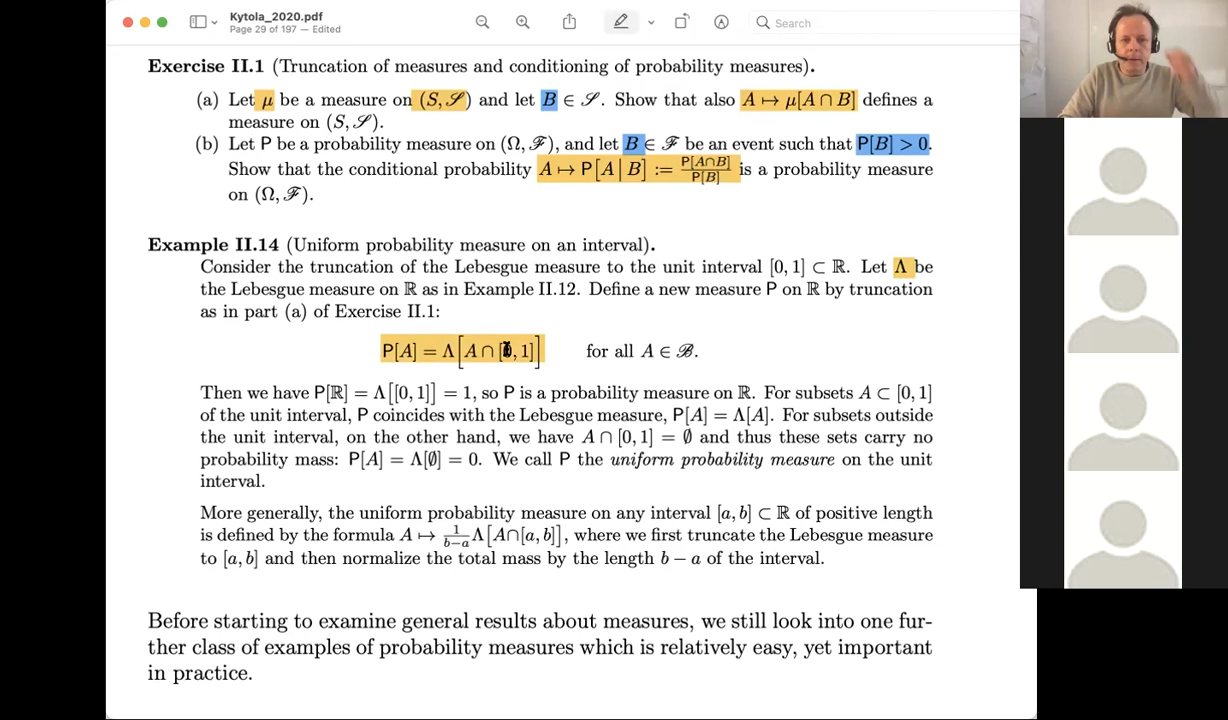 Kytola_2020.pdf
Page 29 of 197 — Edited
Search
Exercise II.1 (Truncation of measures and conditioning of probability measures).
(a) Let μ be a measure on (S, 𝒮) and let B ∈ 𝒮. Show that also A ↦ μ[A ∩ B] defines a
measure on (S, 𝒮).
(b) Let P be a probability measure on (Ω, ℱ), and let B ∈ ℱ be an event such that P[B] > 0.
Show that the conditional probability A ↦ P[A | B] := P[A∩B]/P[B] is a probability measure
on (Ω, ℱ).
Example II.14 (Uniform probability measure on an interval).
Consider the truncation of the Lebesgue measure to the unit interval [0, 1] ⊂ ℝ. Let Λ be
the Lebesgue measure on ℝ as in Example II.12. Define a new measure P on ℝ by truncation
as in part (a) of Exercise II.1:
P[A] = Λ[A ∩ [0, 1]] for all A ∈ ℬ.
Then we have P[ℝ] = Λ[[0, 1]] = 1, so P is a probability measure on ℝ. For subsets A ⊂ [0, 1]
of the unit interval, P coincides with the Lebesgue measure, P[A] = Λ[A]. For subsets outside
the unit interval, on the other hand, we have A ∩ [0, 1] = ∅ and thus these sets carry no
probability mass: P[A] = Λ[∅] = 0. We call P the uniform probability measure on the unit
interval.
More generally, the uniform probability measure on any interval [a, b] ⊂ ℝ of positive length
is defined by the formula A ↦ 1/(b−a) Λ[A∩[a, b]], where we first truncate the Lebesgue measure
to [a, b] and then normalize the total mass by the length b − a of the interval.
Before starting to examine general results about measures, we still look into one fur-
ther class of examples of probability measures which is relatively easy, yet important
in practice.